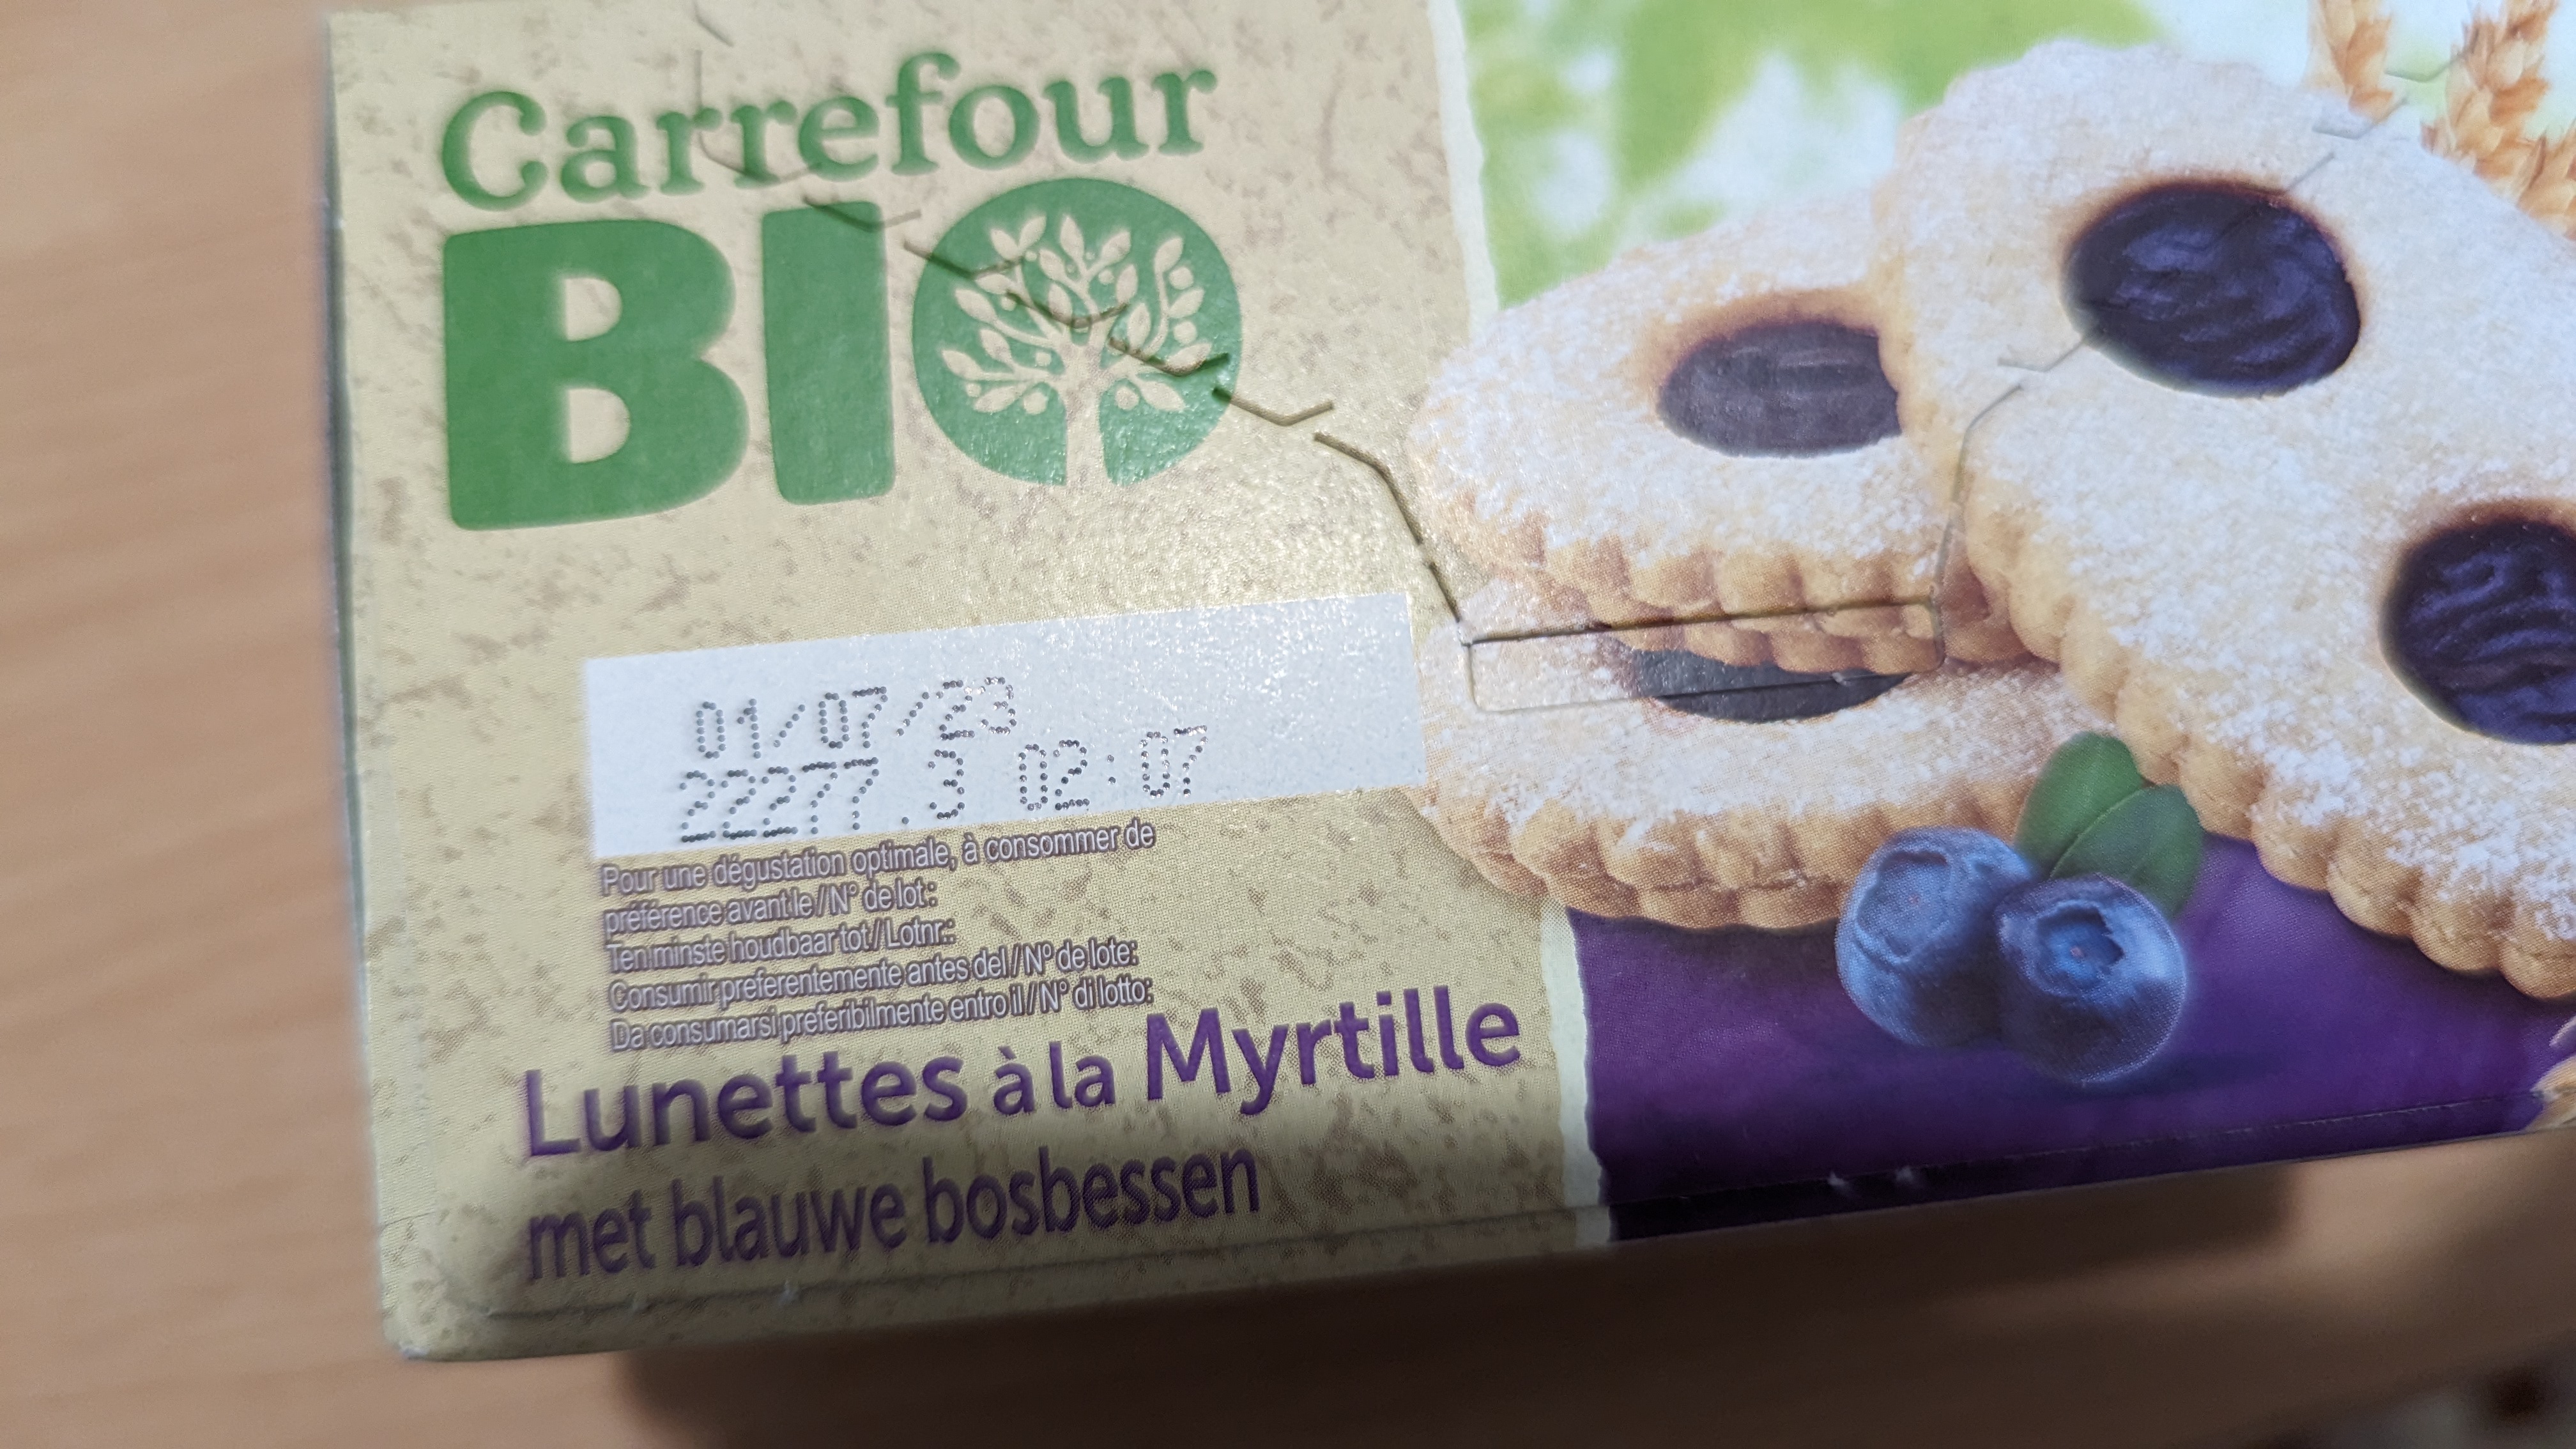 Carrefour
BIO
01/07/23
22277.3 02:07
Pour une dégustation optimale, à consommer de
préférence avant le / N° de lot :
Ten minste houdbaar tot / Lotnr.:
Consumir preferentemente antes del / Nº de lote:
Da consumarsi preferibilmente entro il / N° di lotto:
Lunettes à la Myrtille
met blauwe bosbessen